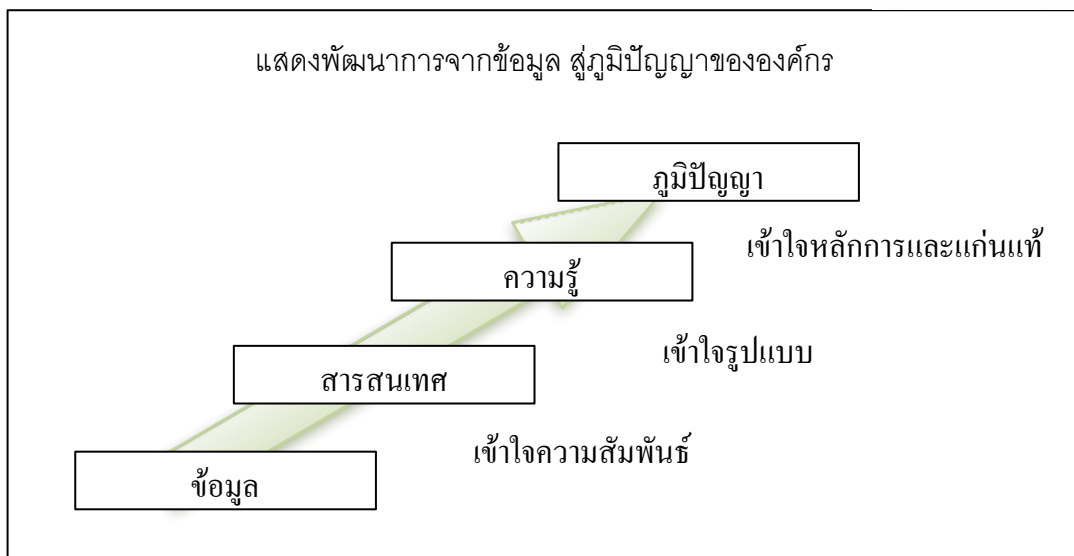 แสดงพัฒนาการจากข้อมูล สู่ภูมิปัญญาขององค์กร
ภูมิปัญญา
เข้าใจหลักการและแก่นแท้
ความรู้
เข้าใจรูปแบบ
สารสนเทศ
เข้าใจความสัมพันธ์
ข้อมูล